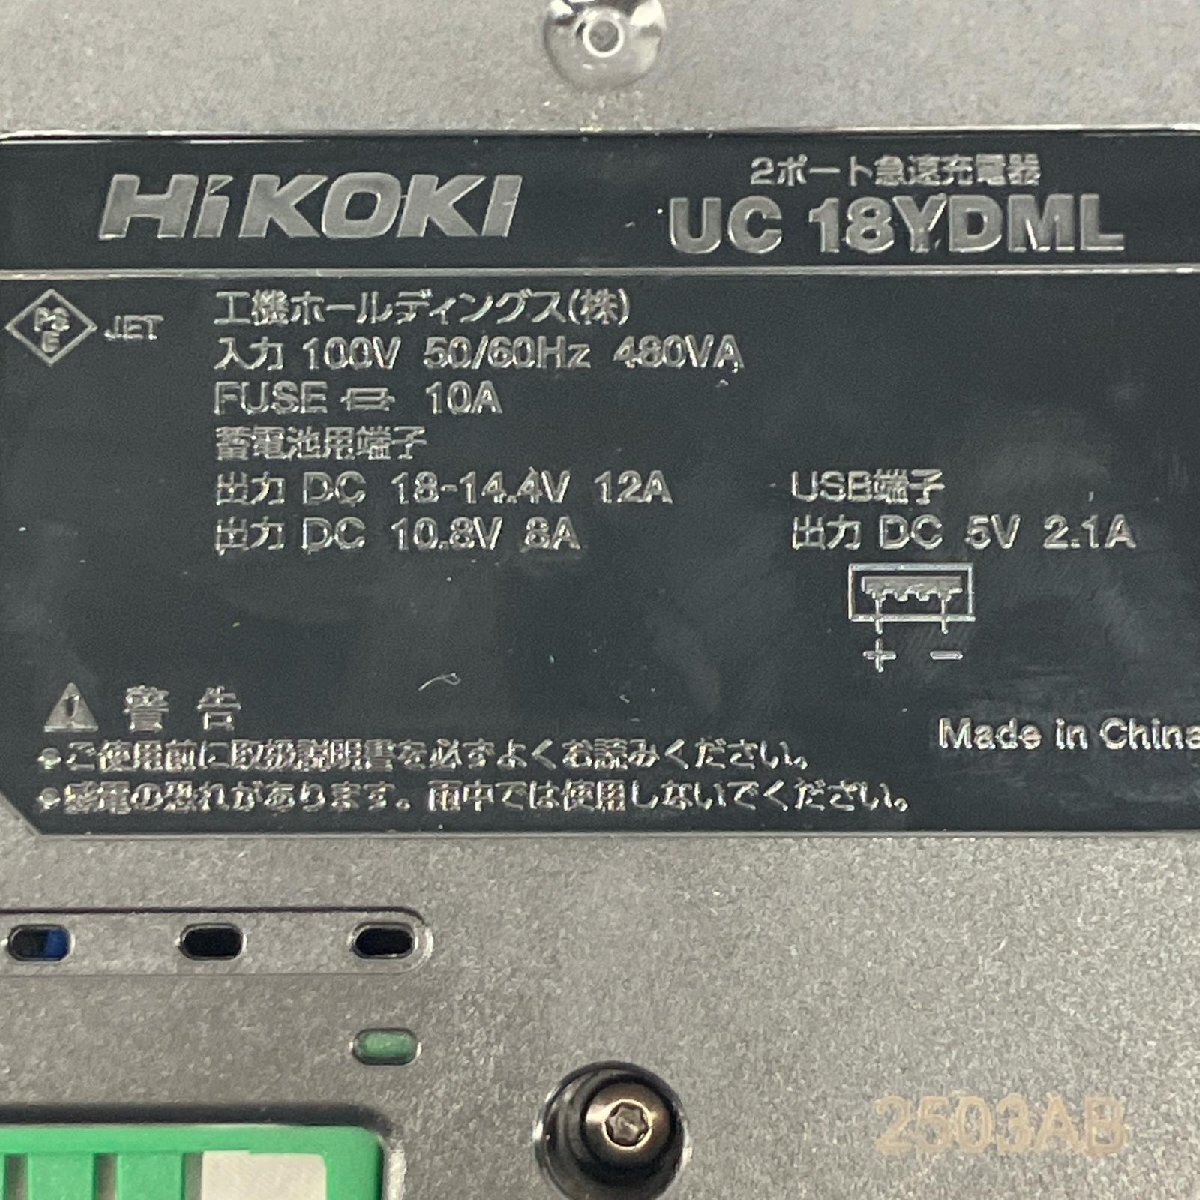 HiKOKI
2ポート急速充電器
UC 18YDML
PS
E
JET
工機ホールディングス(株)
入力 100V 50/60Hz 480VA
FUSE 10A
蓄電池用端子
出力 DC 18-14.4V 12A
出力 DC 10.8V 8A
USB端子
出力 DC 5V 2.1A
+ −
警告
●ご使用前に取扱説明書を必ずよくお読みください。
●感電の恐れがあります。雨中では使用しないでください。
Made in China
2503AB